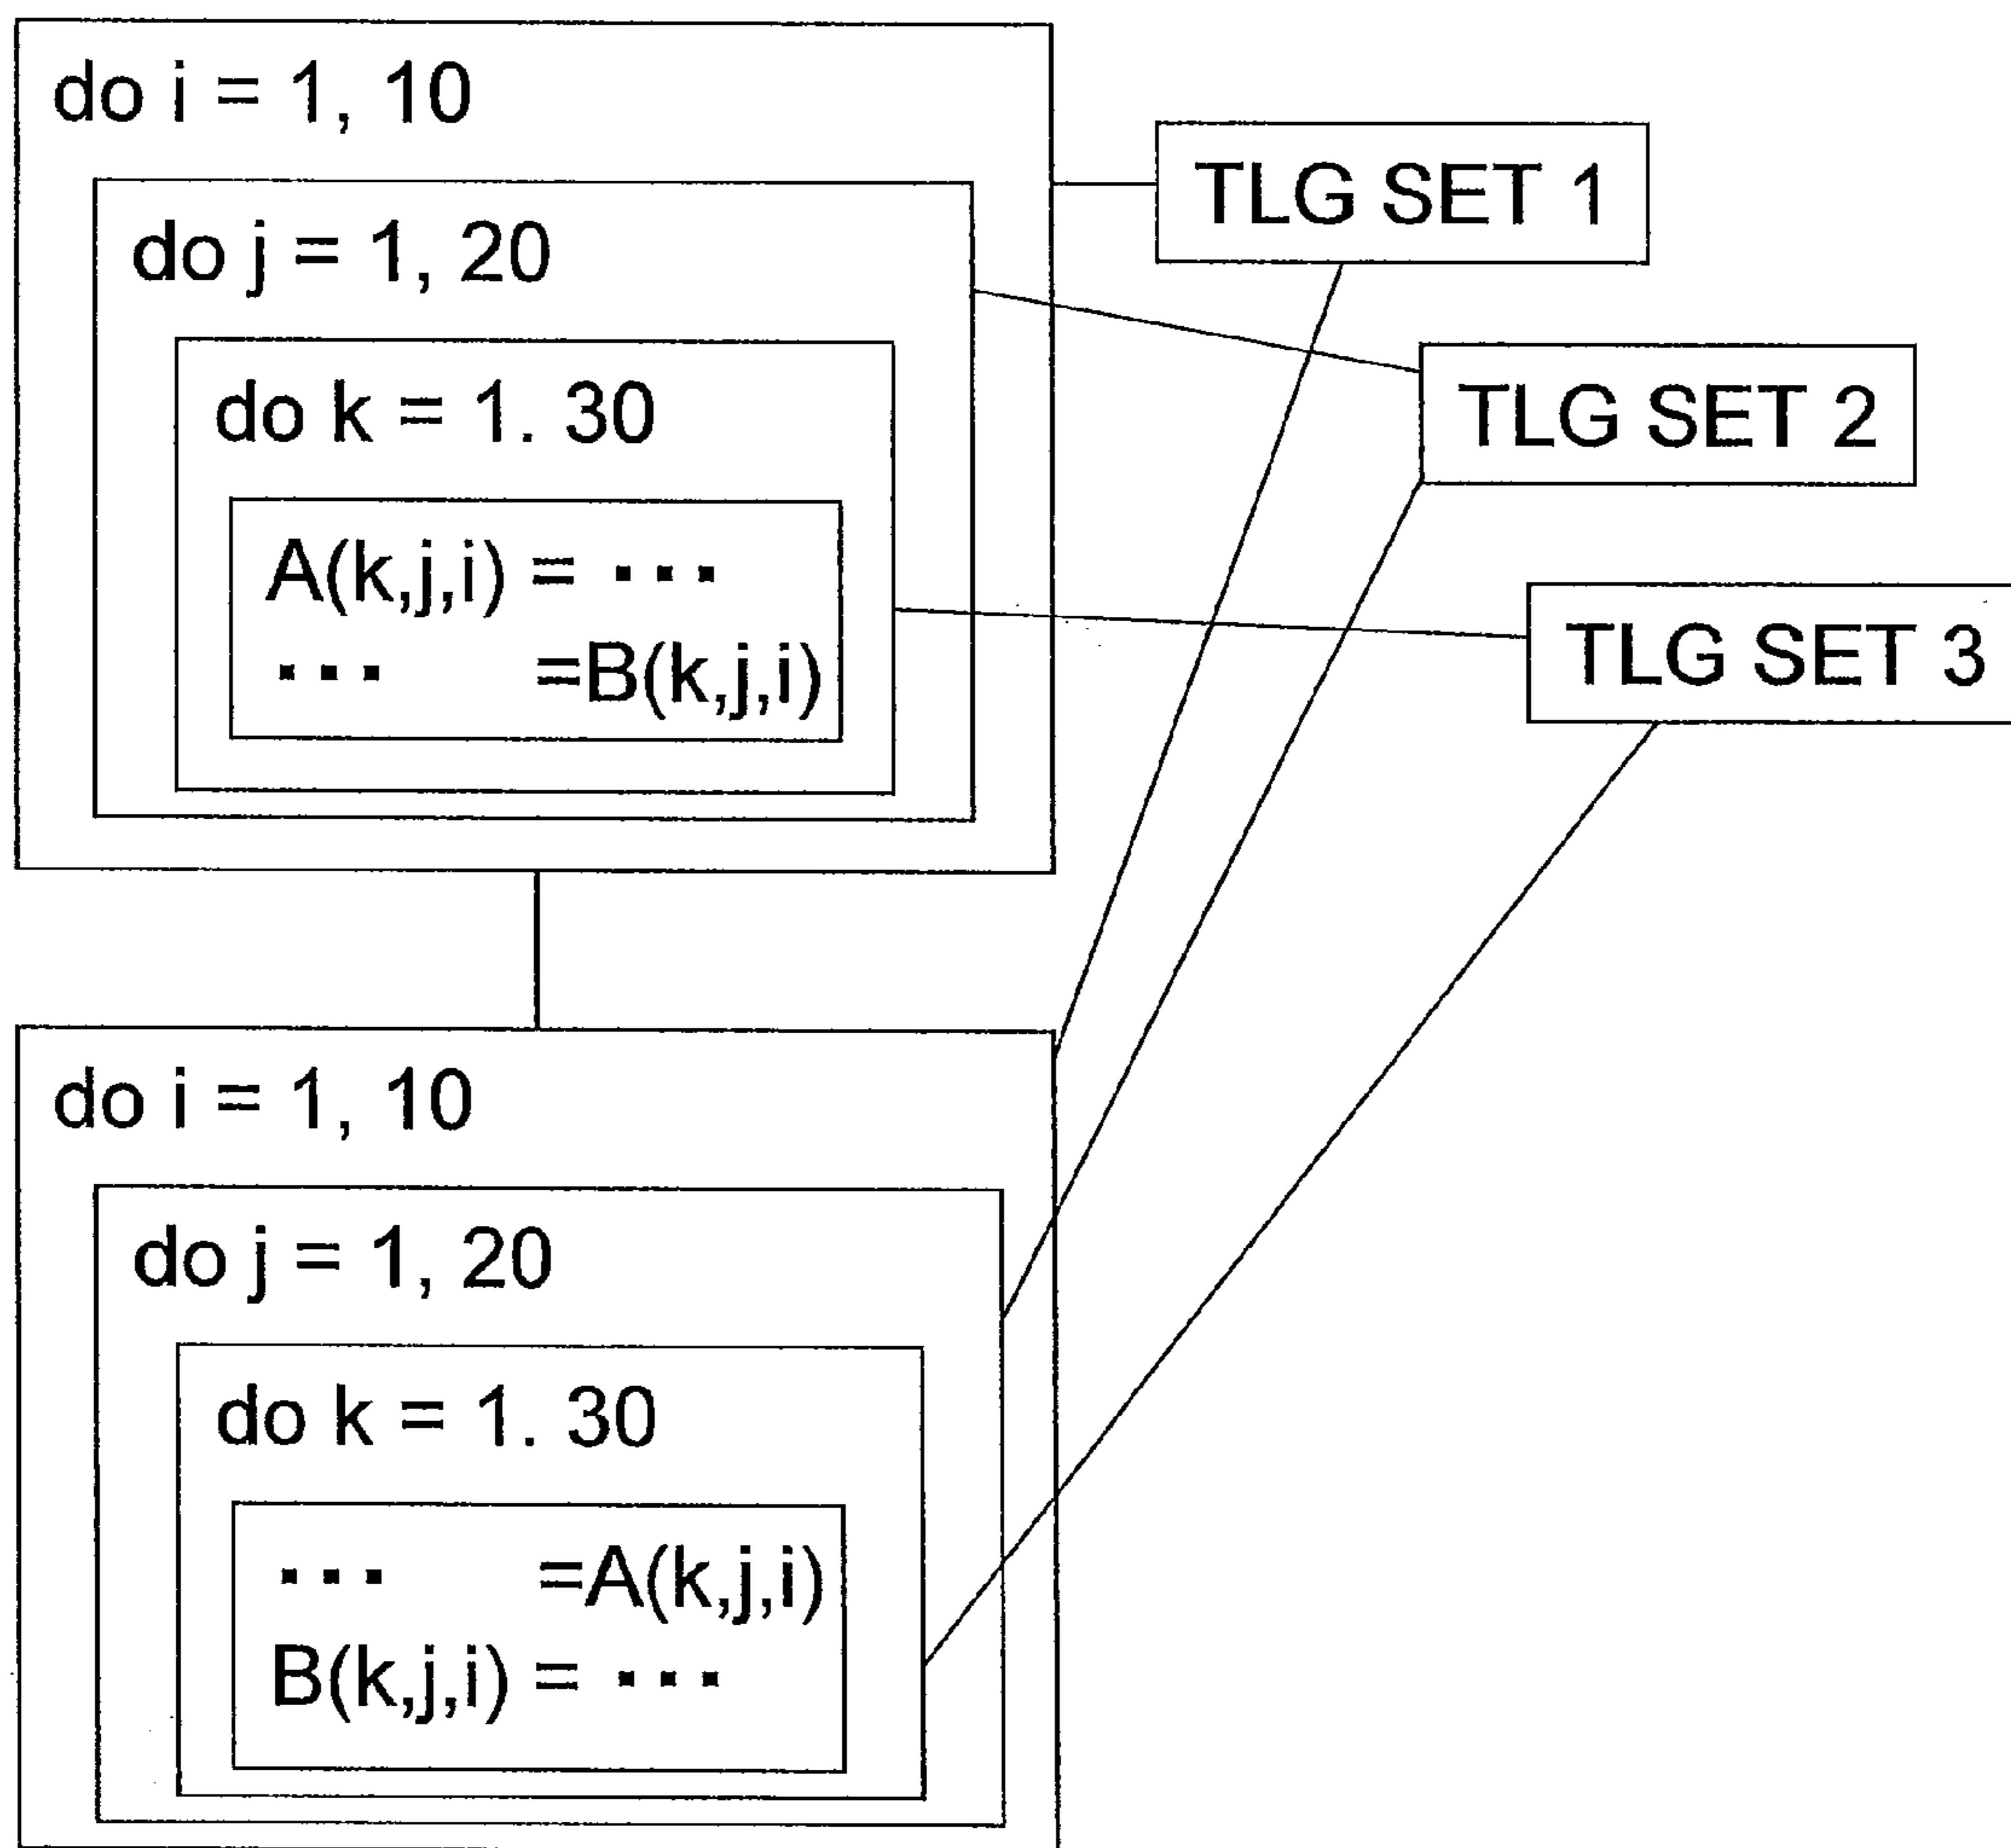 do i = 1, 10
do j = 1, 20
do k = 1. 30
A(k,j,i) = ···
··· =B(k,j,i)
TLG SET 1
TLG SET 2
TLG SET 3
do i = 1, 10
do j = 1, 20
do k = 1. 30
··· =A(k,j,i)
B(k,j,i) = ···